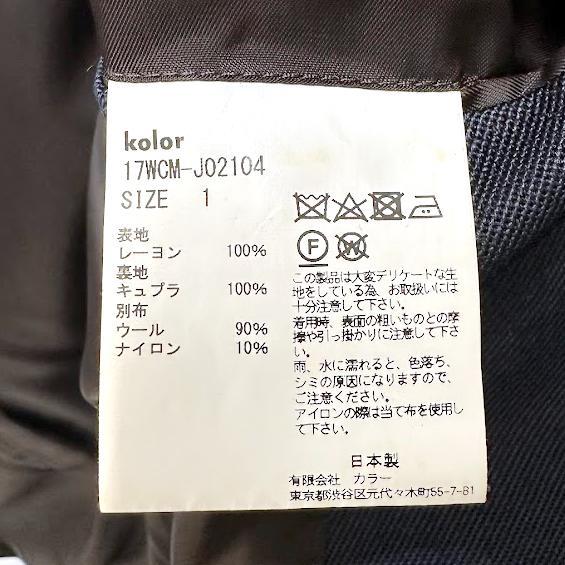 kolor
17WCM-J02104
SIZE 1
表地
レーヨン 100%
裏地
キュプラ 100%
別布
ウール 90%
ナイロン 10%
F
W
この製品は大変デリケートな生
地をしている為、お取扱いには
十分注意して下さい。
着用時、表面の粗いものとの摩
擦や引っ掛かりに注意して下さ
い。
雨、水に濡れると、色落ち、
シミの原因になりますので、
ご注意ください。
アイロンの際は当て布を使用し
て下さい。
日本製
有限会社 カラー
東京都渋谷区元代々木町55-7-B1